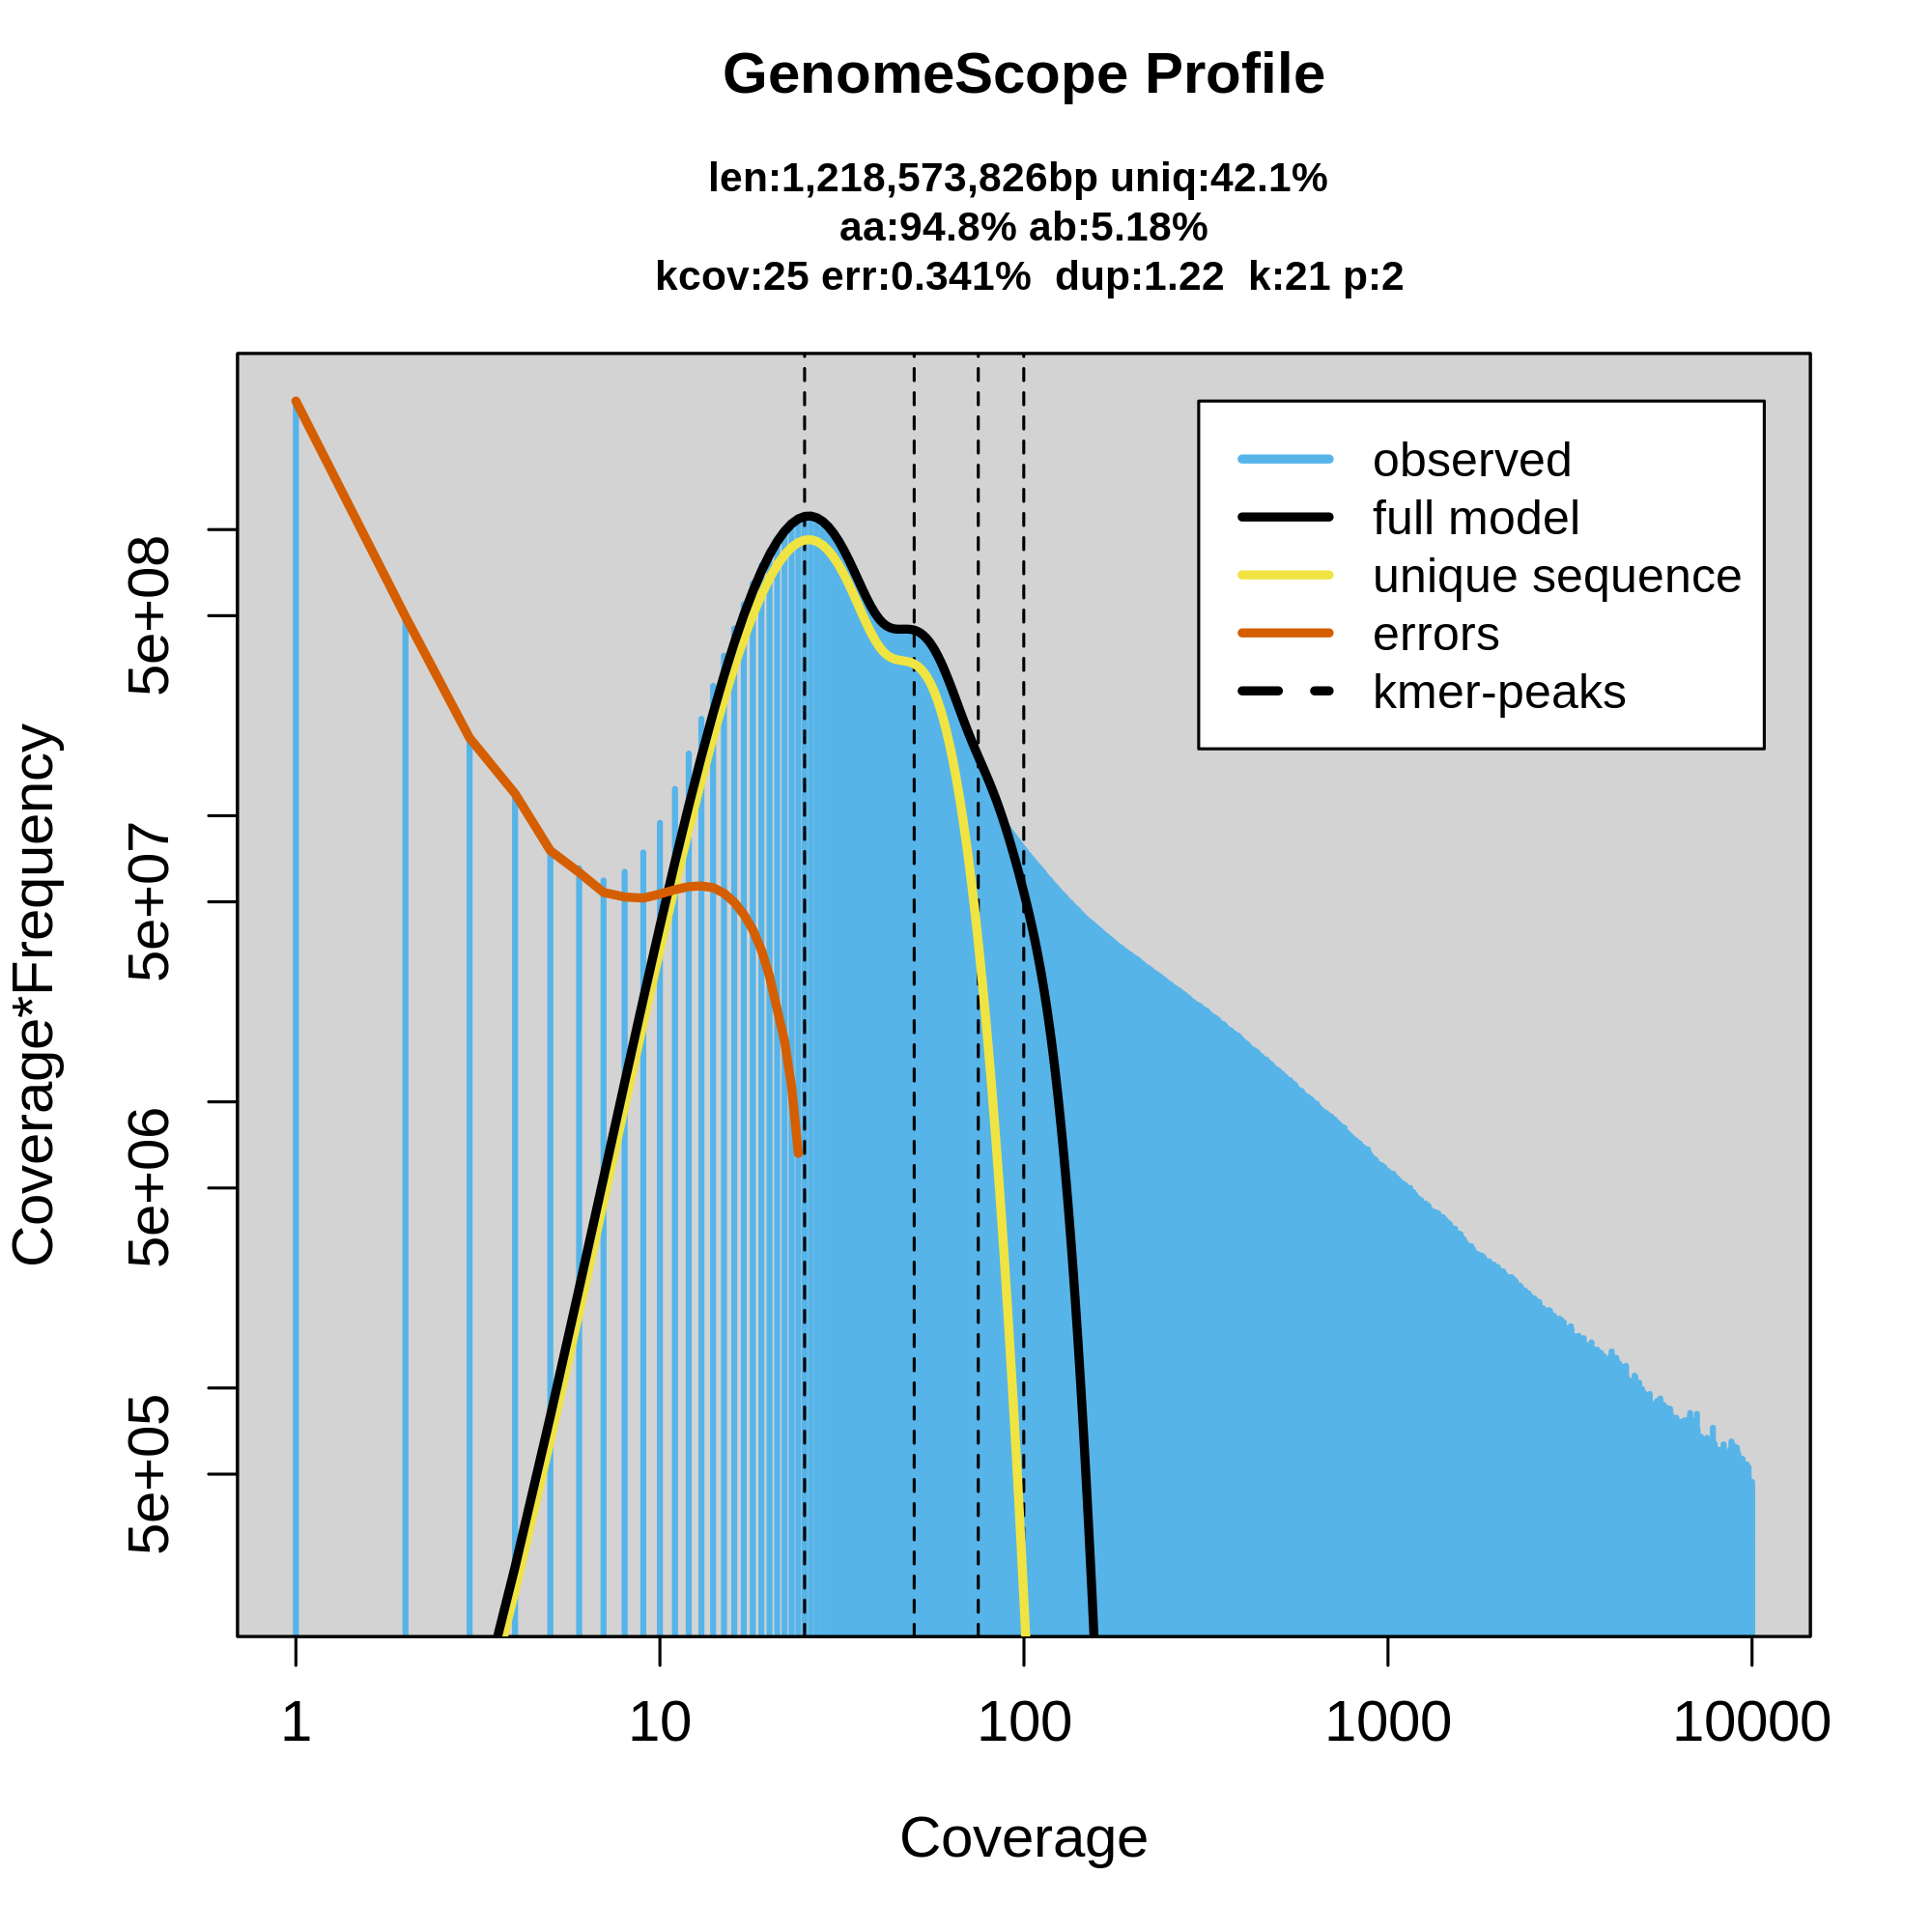 GenomeScope Profile
len:1,218,573,826bp uniq:42.1%
aa:94.8% ab:5.18%
kcov:25 err:0.341% dup:1.22 k:21 p:2
observed
full model
unique sequence
errors
kmer-peaks
Coverage*Frequency
5e+08
5e+07
5e+06
5e+05
1 10 100 1000 10000
Coverage